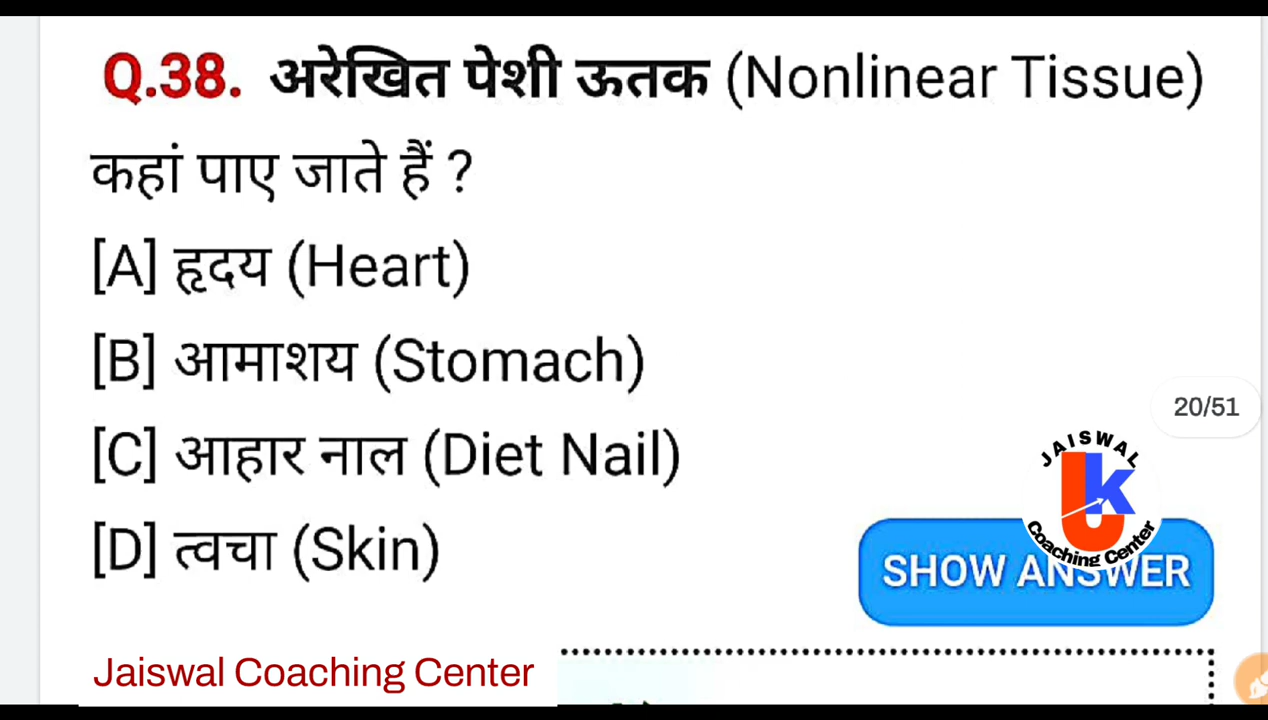 Q.38. अरेखित पेशी ऊतक (Nonlinear Tissue)
कहां पाए जाते हैं ?
[A] हृदय (Heart)
[B] आमाशय (Stomach)
20/51
[C] आहार नाल (Diet Nail)
JAISWAL
JK
Coaching Center
[D] त्वचा (Skin)
SHOW ANSWER
Jaiswal Coaching Center